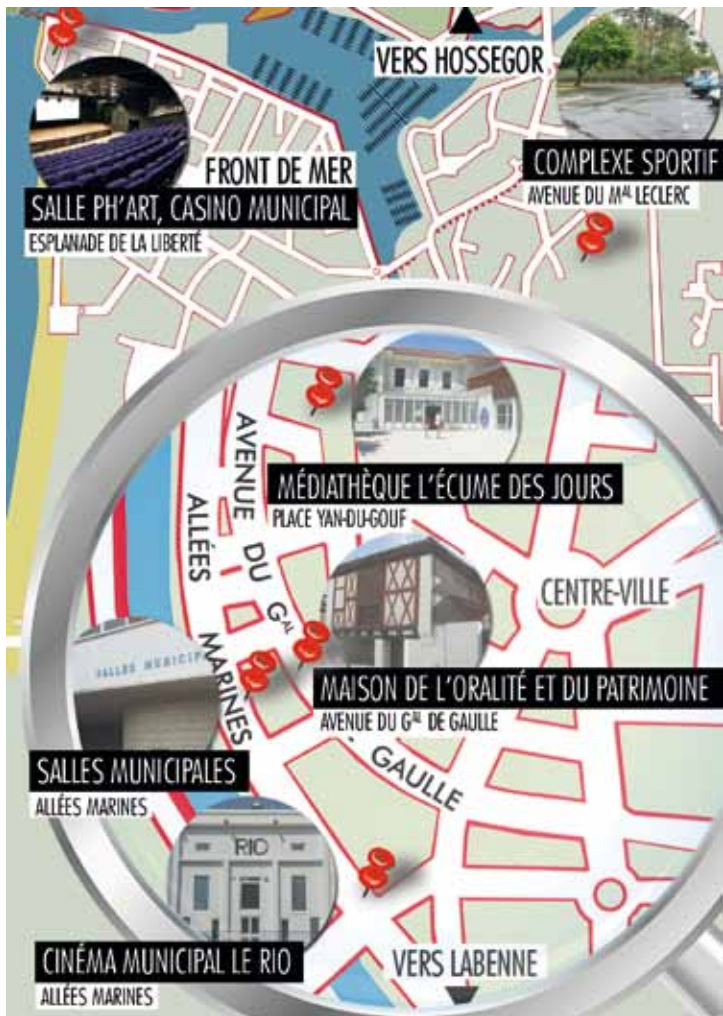 VERS HOSSEGOR
FRONT DE MER
SALLE PH'ART, CASINO MUNICIPAL
ESPLANADE DE LA LIBERTÉ
COMPLEXE SPORTIF
AVENUE DU MAL LECLERC
MÉDIATHÈQUE L'ÉCUME DES JOURS
PLACE YAN-DU-GOUF
AVENUE DU GAL
GAULLE
ALLÉES MARINES
CENTRE-VILLE
MAISON DE L'ORALITÉ ET DU PATRIMOINE
AVENUE DU GAL DE GAULLE
SALLES MUNICIP
SALLES MUNICIPALES
ALLÉES MARINES
RIO
CINÉMA MUNICIPAL LE RIO
ALLÉES MARINES
VERS LABENNE